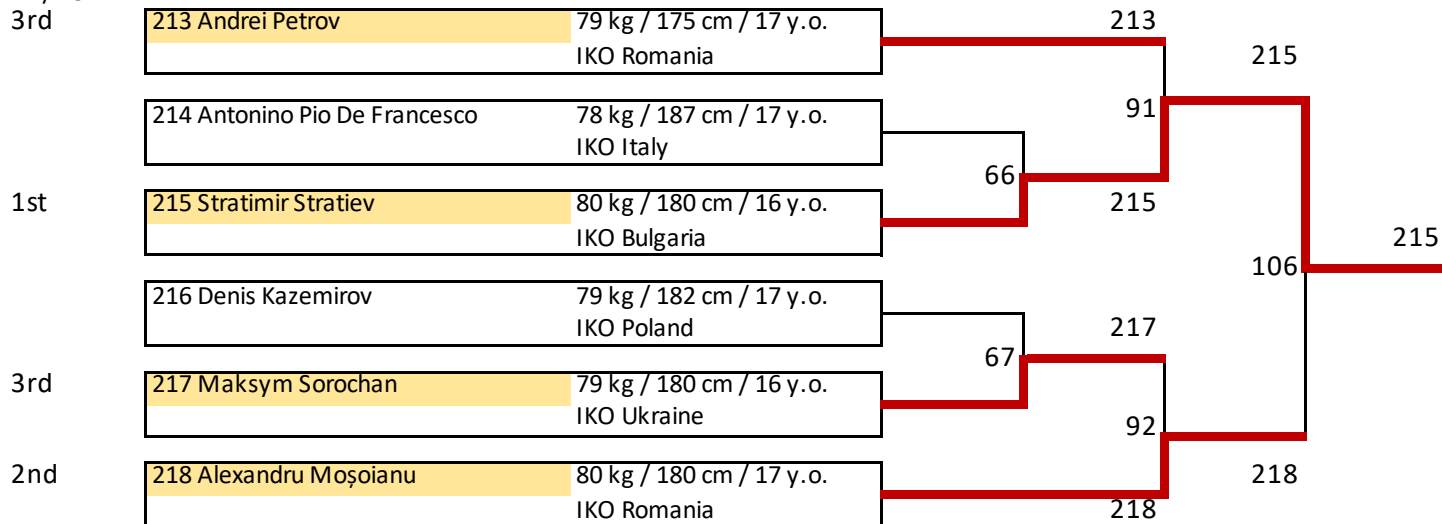 3rd
213 Andrei Petrov 79 kg / 175 cm / 17 y.o.
IKO Romania
213
215
214 Antonino Pio De Francesco 78 kg / 187 cm / 17 y.o.
IKO Italy
91
66
1st
215 Stratimir Stratiev 80 kg / 180 cm / 16 y.o.
IKO Bulgaria
215
215
106
216 Denis Kazemirov 79 kg / 182 cm / 17 y.o.
IKO Poland
217
67
3rd
217 Maksym Sorochan 79 kg / 180 cm / 16 y.o.
IKO Ukraine
92
2nd
218 Alexandru Moșoianu 80 kg / 180 cm / 17 y.o.
IKO Romania
218
218